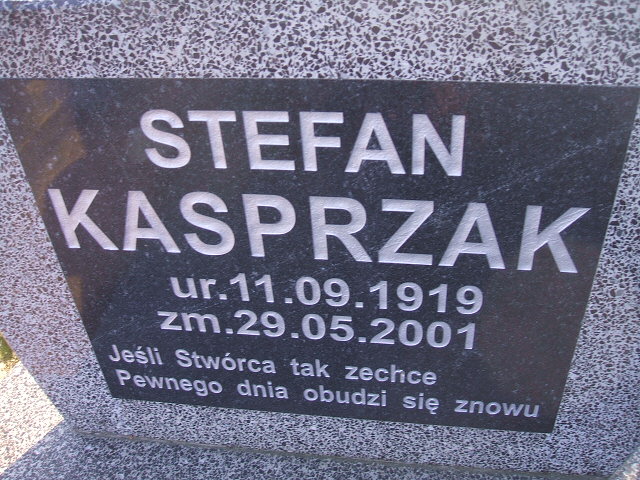 STEFAN
KASPRZAK
ur.11.09.1919
zm.29.05.2001
Jeśli Stwórca tak zechce
Pewnego dnia obudzi się znowu